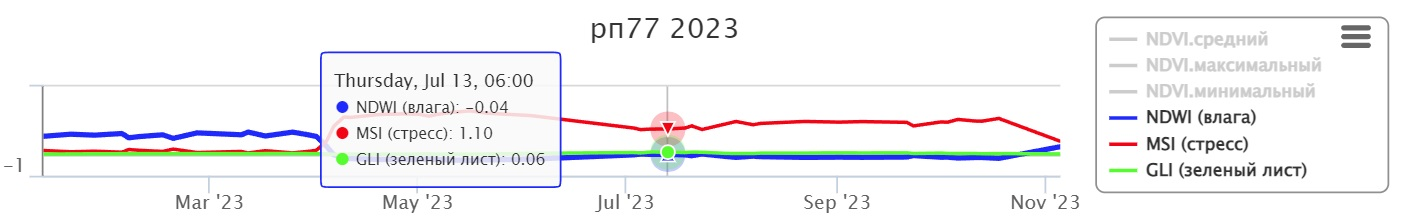 рп77 2023
Thursday, Jul 13, 06:00
NDWI (влага): -0.04
MSI (стресс): 1.10
GLI (зеленый лист): 0.06
-1
Mar '23
May '23
Jul '23
Sep '23
Nov '23
NDVI.средний
NDVI.максимальный
NDVI.минимальный
NDWI (влага)
MSI (стресс)
GLI (зеленый лист)